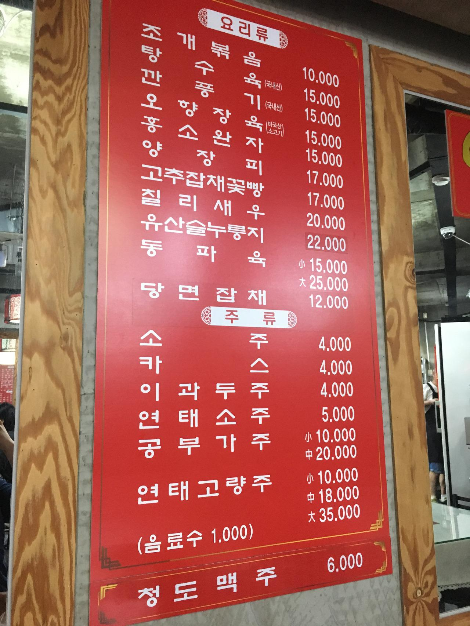 요리류
조개볶음 10.000
탕수육(국내산) 15.000
깐풍기(국내산) 15.000
오향장육 15.000
홍소완자 15.000
양장피 17.000
고추잡채꽃빵 17.000
칠리새우 20.000
유산슬누룽지 22.000
동파육 小 15.000
大 25.000
당면잡채 12.000
주류
소주 4.000
카스 4.000
이과두주 4.000
연태소주 5.000
공부가주 小 10.000
中 20.000
연태고량주 小 10.000
中 18.000
大 35.000
(음료수 1.000)
청도맥주 6.000